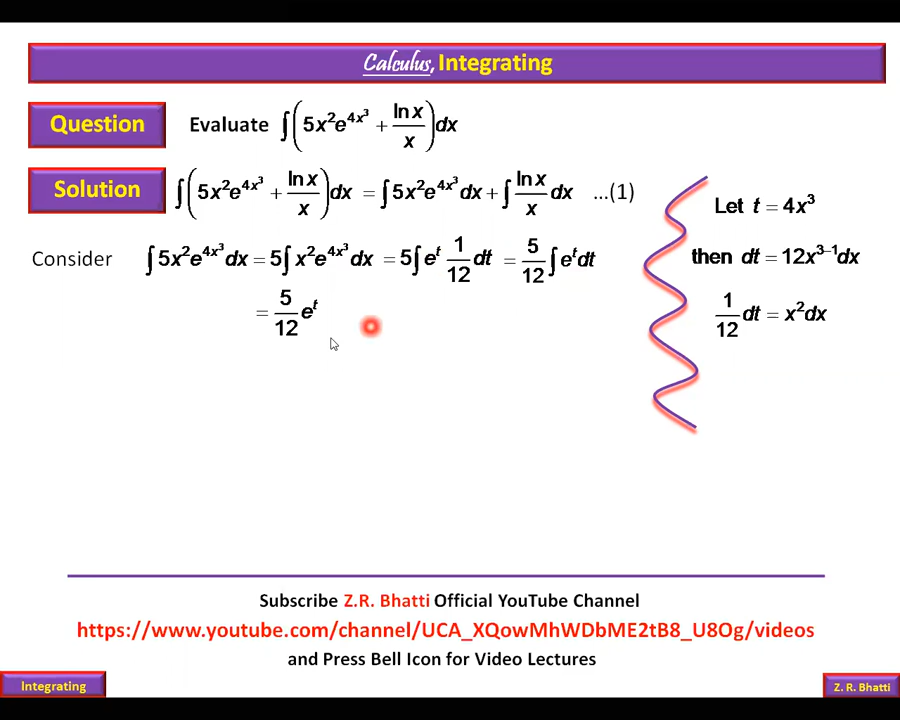 Calculus, Integrating
Question Evaluate ∫(5x²e^{4x³} + ln x / x)dx
Solution ∫(5x²e^{4x³} + ln x / x)dx = ∫5x²e^{4x³}dx + ∫ ln x / x dx ...(1)
Let t = 4x³
Consider ∫5x²e^{4x³}dx = 5∫x²e^{4x³}dx = 5∫e^t 1/12 dt = 5/12 ∫e^t dt
then dt = 12x^{3–1}dx
= 5/12 e^t
1/12 dt = x²dx
Subscribe Z.R. Bhatti Official YouTube Channel
https://www.youtube.com/channel/UCA_XQowMhWDbME2tB8_U8Og/videos
and Press Bell Icon for Video Lectures
Integrating
Z. R. Bhatti